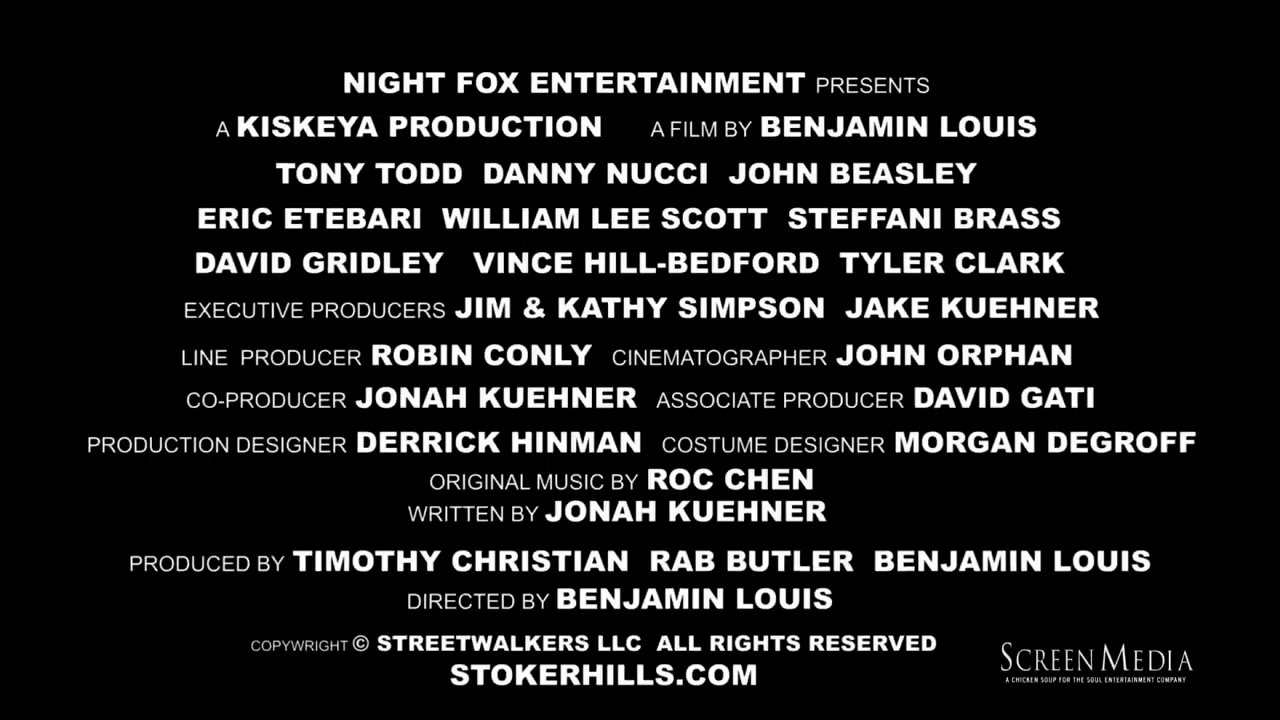 NIGHT FOX ENTERTAINMENT PRESENTS
A KISKEYA PRODUCTION A FILM BY BENJAMIN LOUIS
TONY TODD DANNY NUCCI JOHN BEASLEY
ERIC ETEBARI WILLIAM LEE SCOTT STEFFANI BRASS
DAVID GRIDLEY VINCE HILL-BEDFORD TYLER CLARK
EXECUTIVE PRODUCERS JIM & KATHY SIMPSON JAKE KUEHNER
LINE PRODUCER ROBIN CONLY CINEMATOGRAPHER JOHN ORPHAN
CO-PRODUCER JONAH KUEHNER ASSOCIATE PRODUCER DAVID GATI
PRODUCTION DESIGNER DERRICK HINMAN COSTUME DESIGNER MORGAN DEGROFF
ORIGINAL MUSIC BY ROC CHEN
WRITTEN BY JONAH KUEHNER
PRODUCED BY TIMOTHY CHRISTIAN RAB BUTLER BENJAMIN LOUIS
DIRECTED BY BENJAMIN LOUIS
COPYWRIGHT © STREETWALKERS LLC ALL RIGHTS RESERVED
STOKERHILLS.COM
SCREEN MEDIA
A CHICKEN SOUP FOR THE SOUL ENTERTAINMENT COMPANY